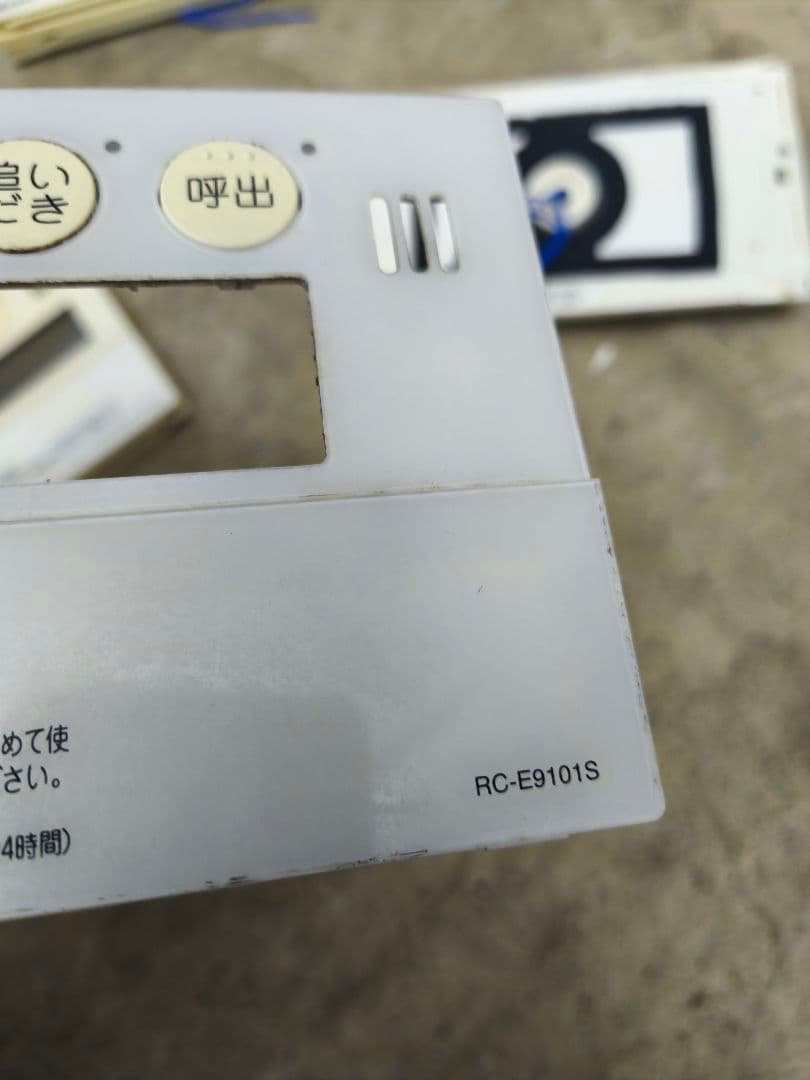 いき
呼出
めて使
さい。
RC-E9101S
4時間)